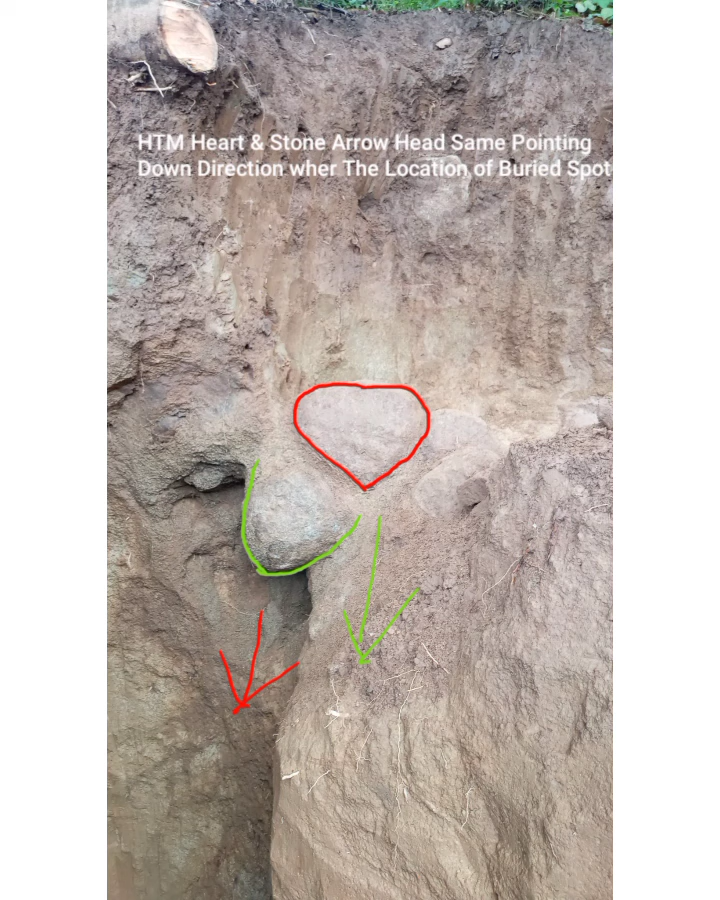 HTM Heart & Stone Arrow Head Same Pointing
Down Direction wher The Location of Buried Spot